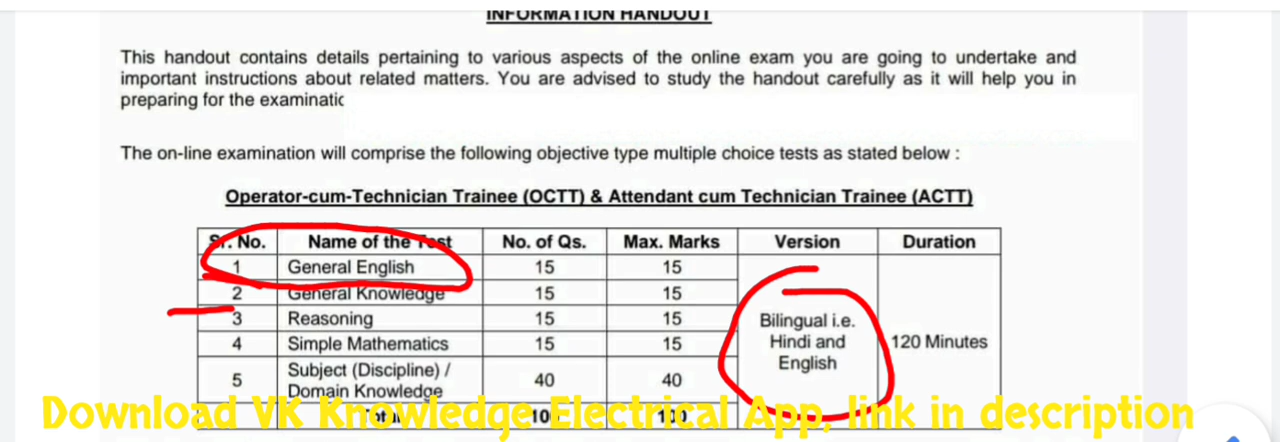 INFORMATION HANDOUT
This handout contains details pertaining to various aspects of the online exam you are going to undertake and
important instructions about related matters. You are advised to study the handout carefully as it will help you in
preparing for the
The on-line examination will comprise the following objective type multiple choice tests as stated below :
Operator-cum-Technician Trainee (OCTT) & Attendant cum Technician Trainee (ACTT)
Sr. No. Name of the Test No. of Qs. Max. Marks Version Duration
1 General English 15 15
2 General Knowledge 15 15
3 Reasoning 15 15
4 Simple Mathematics 15 15
5 Subject (Discipline) /
Domain Knowledge 40 40
Bilingual i.e.
Hindi and
English
120 Minutes
Total 100 100
Download VK Knowledge Electrical App, link in description